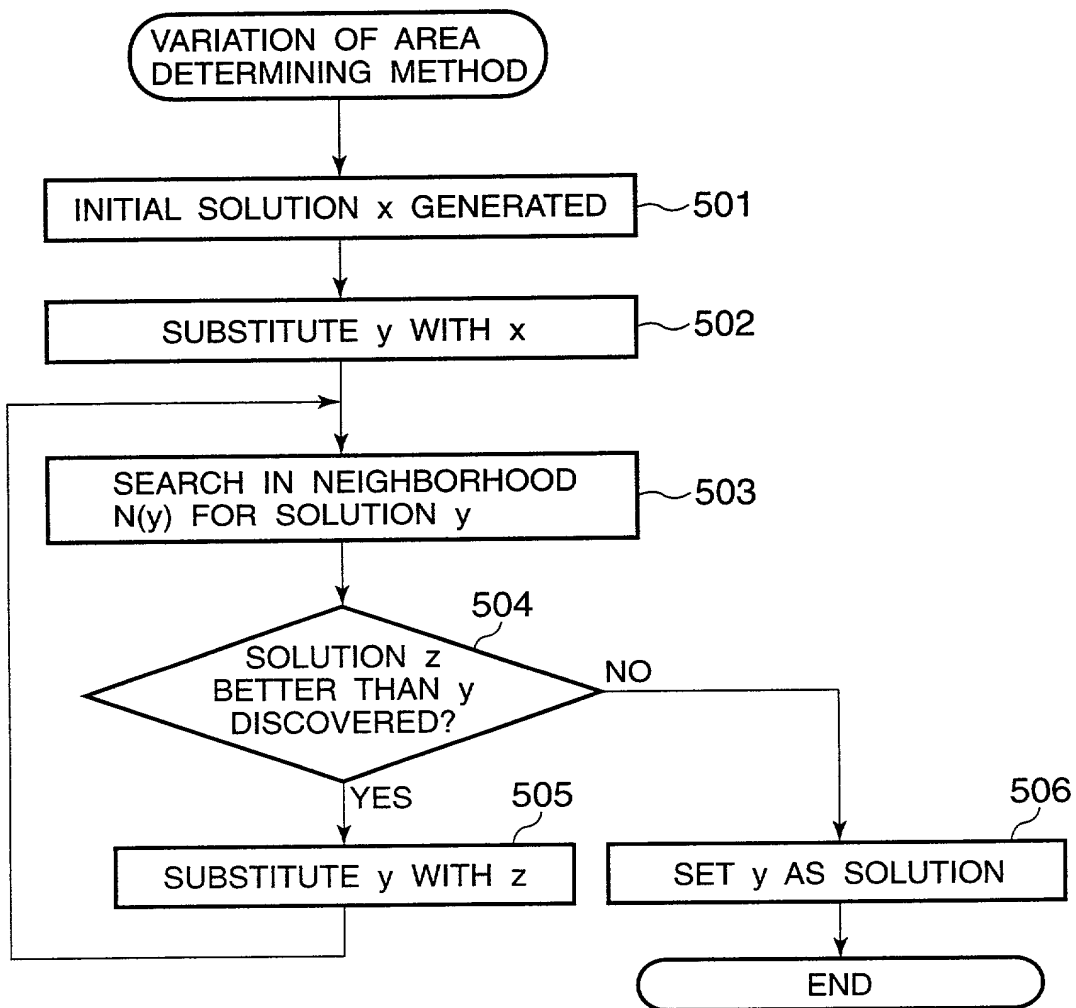 VARIATION OF AREA
DETERMINING METHOD
INITIAL SOLUTION x GENERATED
501
SUBSTITUTE y WITH x
502
SEARCH IN NEIGHBORHOOD
N(y) FOR SOLUTION y
503
504
SOLUTION z
BETTER THAN y
DISCOVERED?
NO
YES
505
SUBSTITUTE y WITH z
506
SET y AS SOLUTION
END